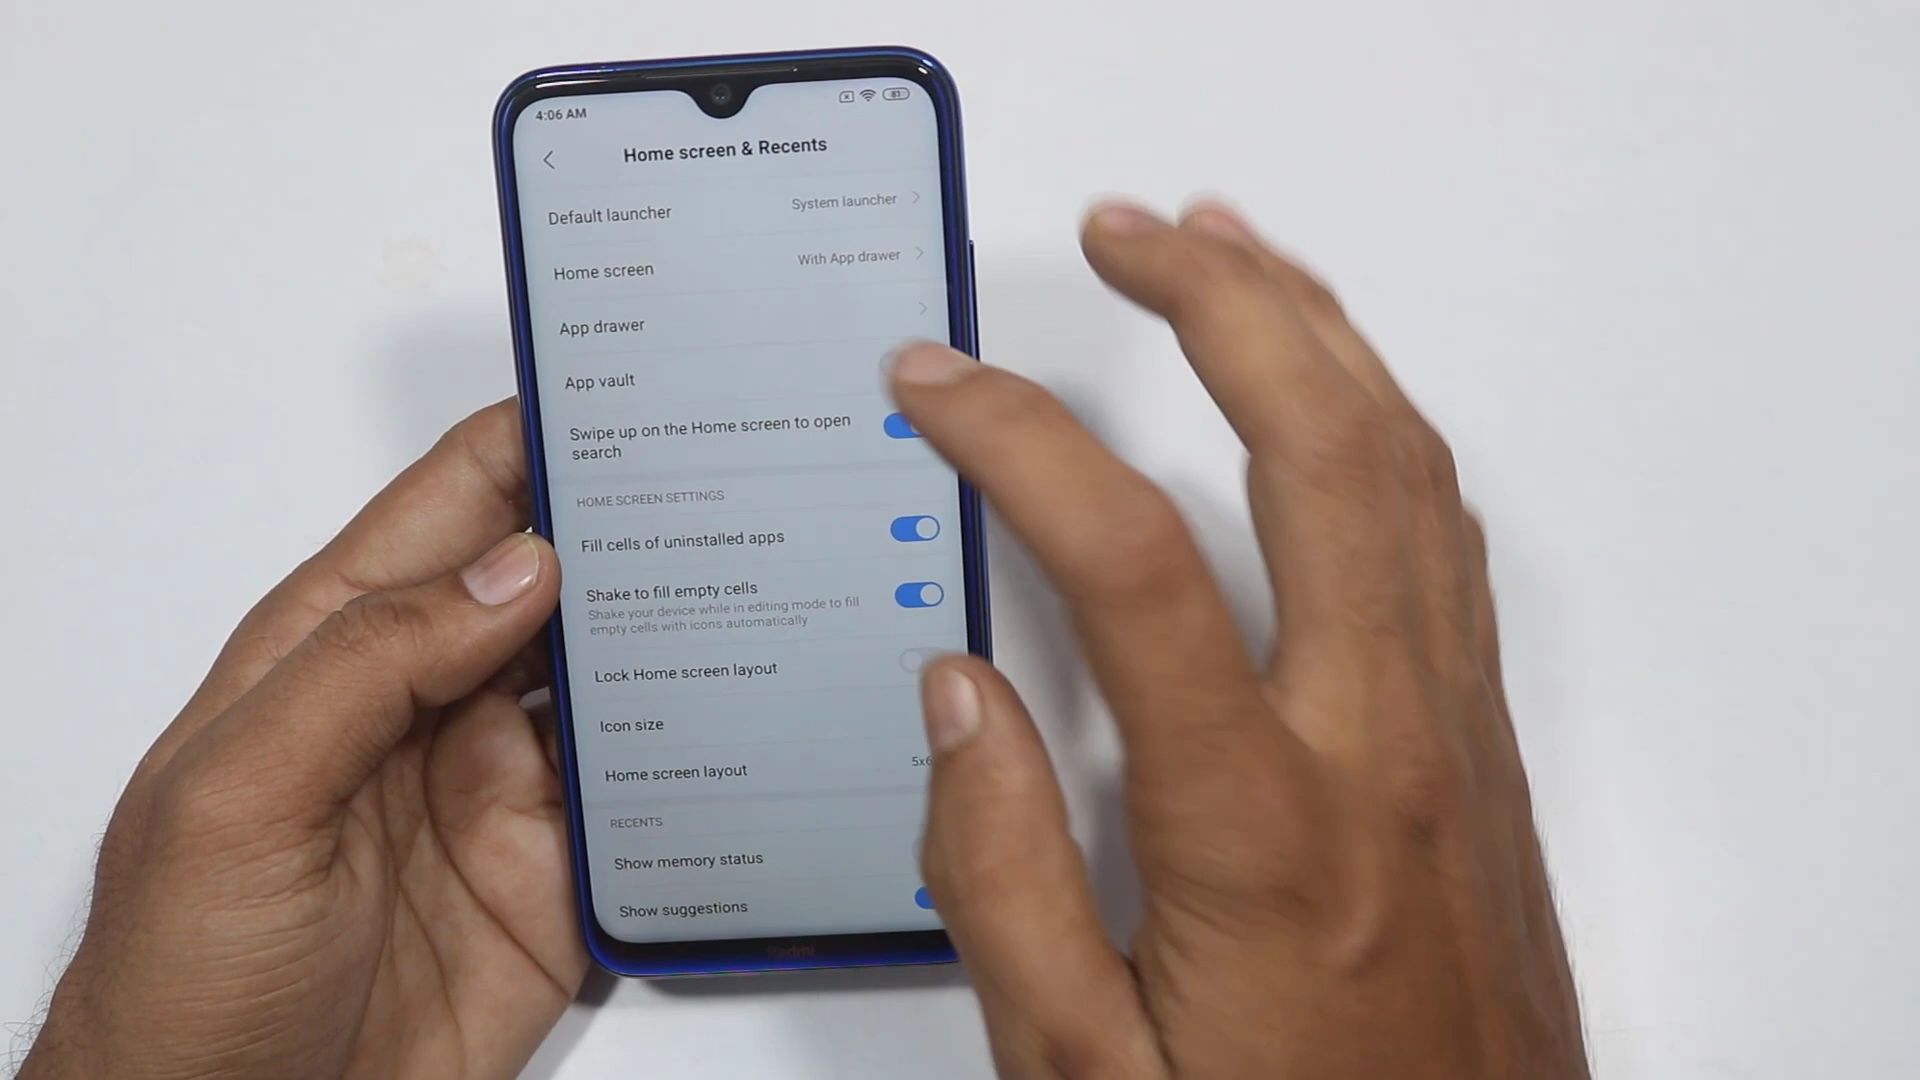 4:06 AM
81
Home screen & Recents
Default launcher System launcher
Home screen With App drawer
App drawer
App vault
Swipe up on the Home screen to open
search
HOME SCREEN SETTINGS
Fill cells of uninstalled apps
Shake to fill empty cells
Shake your device while in editing mode to fill
empty cells with icons automatically
Lock Home screen layout
Icon size
Home screen layout 5x6
RECENTS
Show memory status
Show suggestions
Redmi